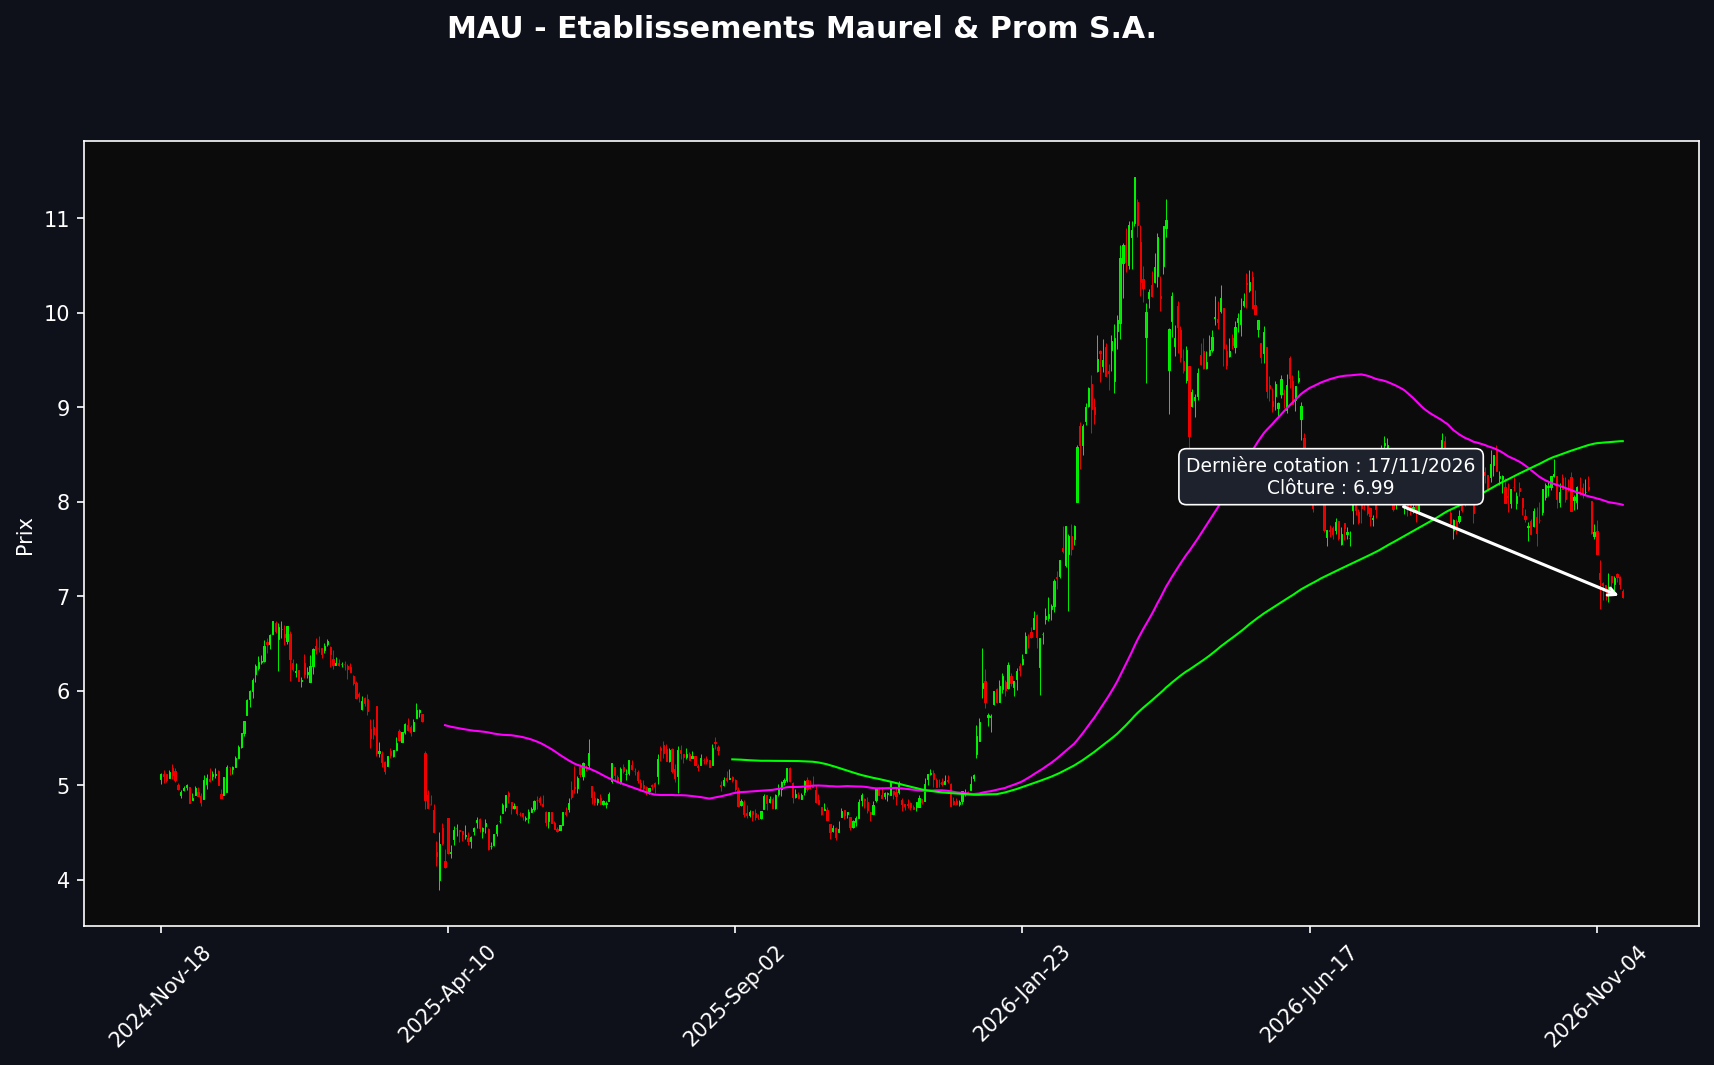 MAU - Etablissements Maurel & Prom S.A.
Prix
11
10
9
8
7
6
5
4
Dernière cotation : 17/11/2026
Clôture : 6.99
2024-Nov-18
2025-Apr-10
2025-Sep-02
2026-Jan-23
2026-Jun-17
2026-Nov-04